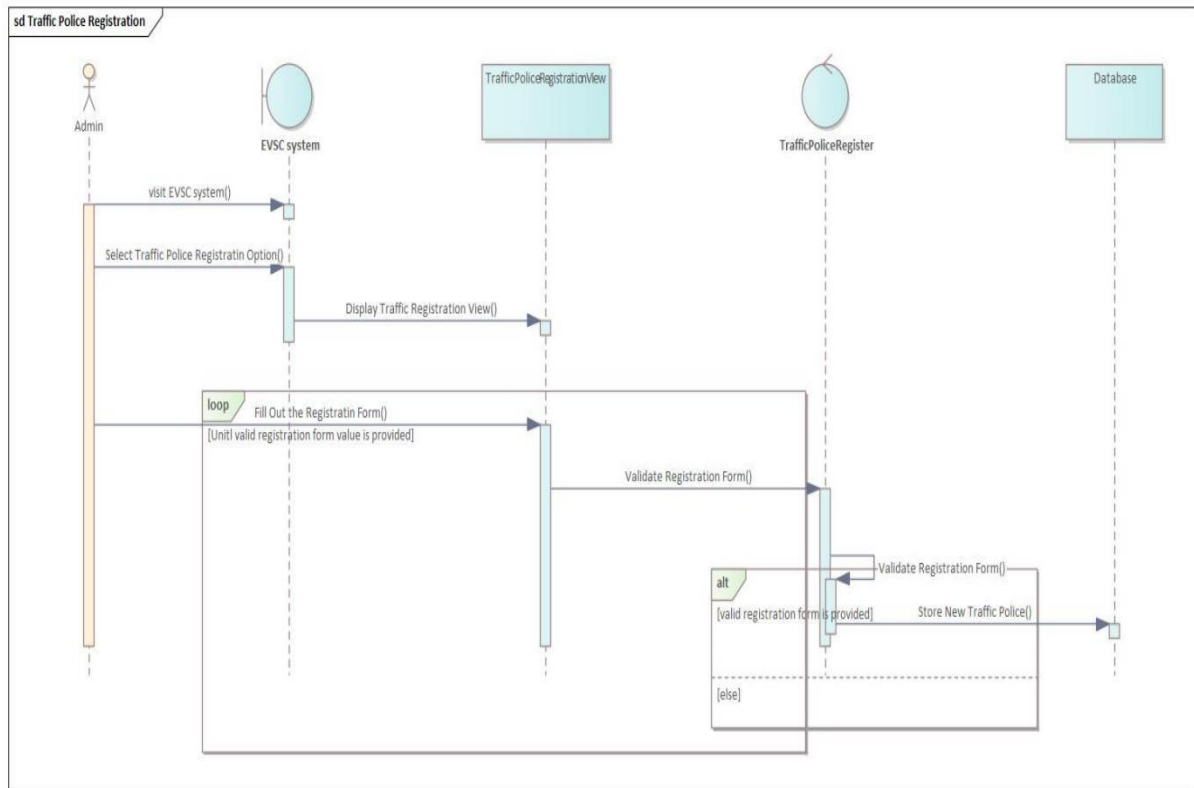 sd Traffic Police Registration
Admin
EVSC system
TrafficPoliceRegistrationView
TrafficPoliceRegister
Database
visit EVSC system()
Select Traffic Police Registratin Option()
Display Traffic Registration View()
loop
Fill Out the Registratin Form()
[Unitl valid registration form value is provided]
Validate Registration Form()
Validate Registration Form()
alt
[valid registration form is provided]
Store New Traffic Police()
[else]